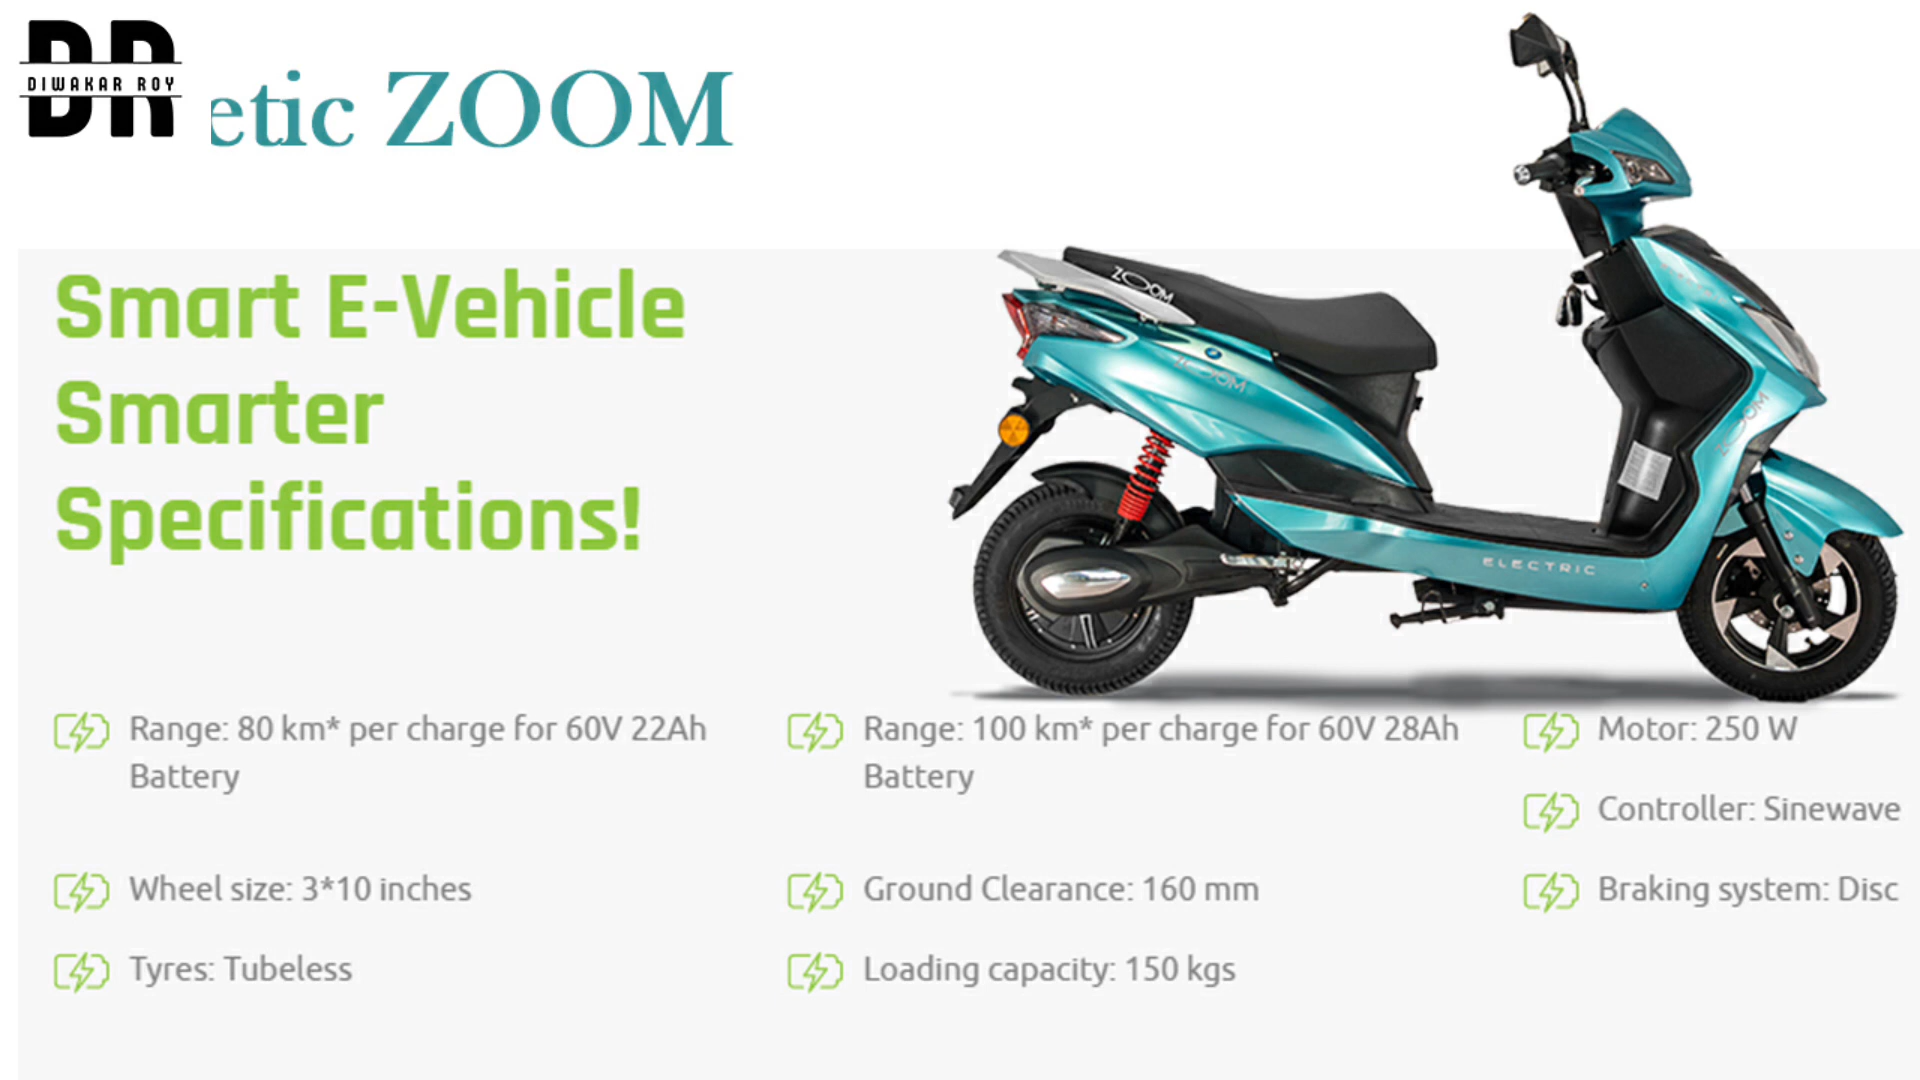 DR
DIWAKAR ROY
etic ZOOM
Smart E-Vehicle
Smarter
Specifications!
ZOOM
ZOOM
ZOOM
ELECTRIC
Range: 80 km* per charge for 60V 22Ah
Battery
Range: 100 km* per charge for 60V 28Ah
Battery
Motor: 250 W
Controller: Sinewave
Wheel size: 3*10 inches
Ground Clearance: 160 mm
Braking system: Disc
Tyres: Tubeless
Loading capacity: 150 kgs